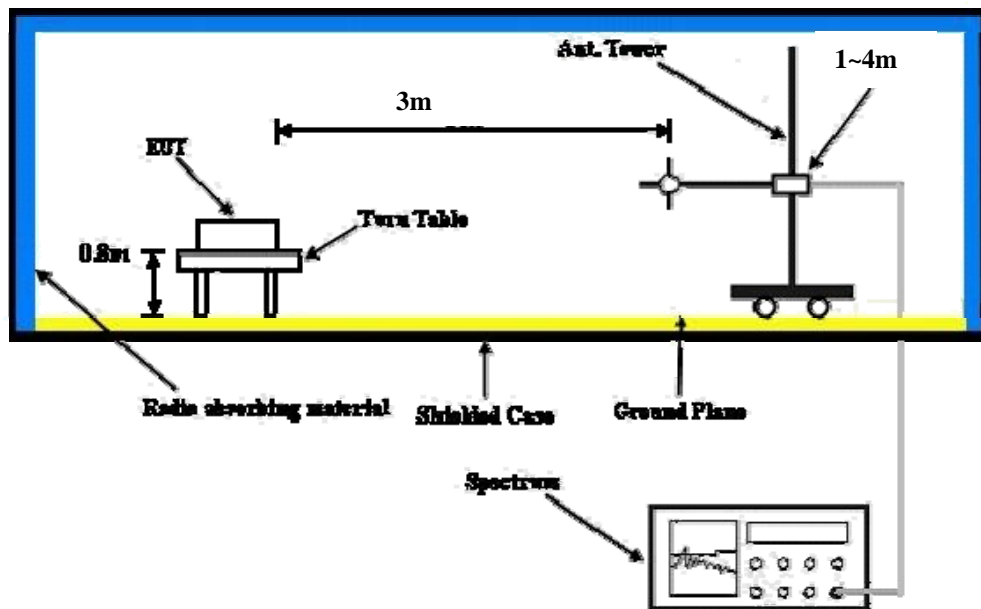 Ant. Tower
1~4m
3m
EUT
Turn Table
0.8m
Radio absorbing material
Shielded Case
Ground Plane
Spectrum